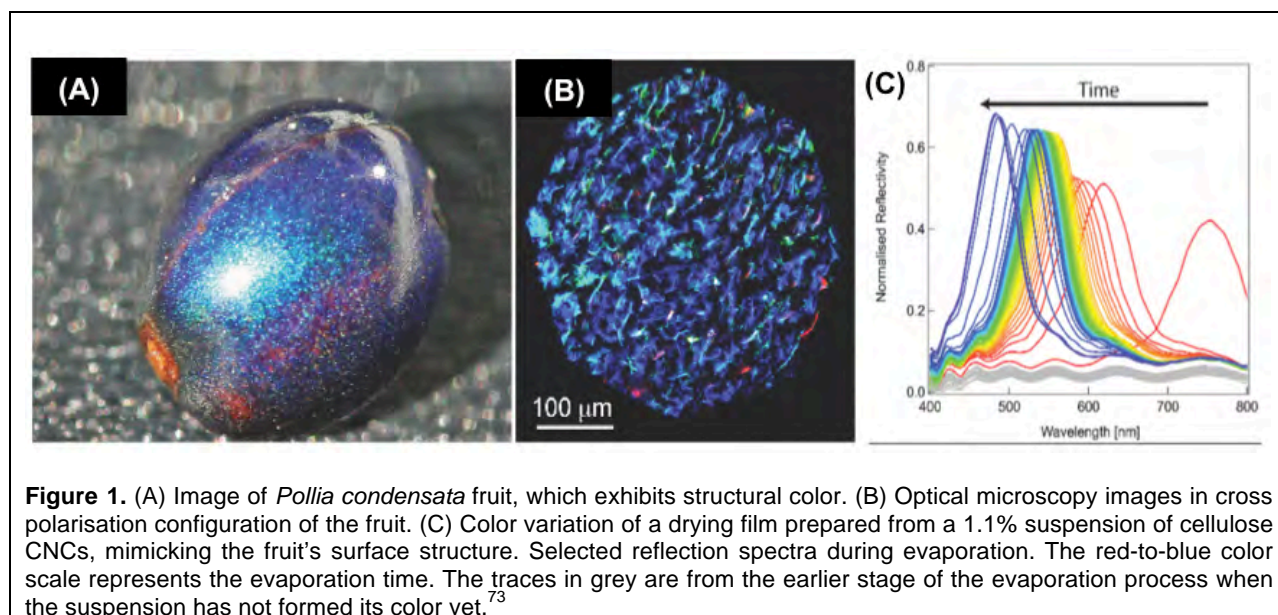 (A)
(B)
100 μm
(C)
Time
Normalised Reflectivity
0.8
0.6
0.4
0.2
0.0
400 500 600 700 800
Wavelength [nm]
Figure 1. (A) Image of Pollia condensata fruit, which exhibits structural color. (B) Optical microscopy images in cross
polarisation configuration of the fruit. (C) Color variation of a drying film prepared from a 1.1% suspension of cellulose
CNCs, mimicking the fruit's surface structure. Selected reflection spectra during evaporation. The red-to-blue color
scale represents the evaporation time. The traces in grey are from the earlier stage of the evaporation process when
the suspension has not formed its color yet.73